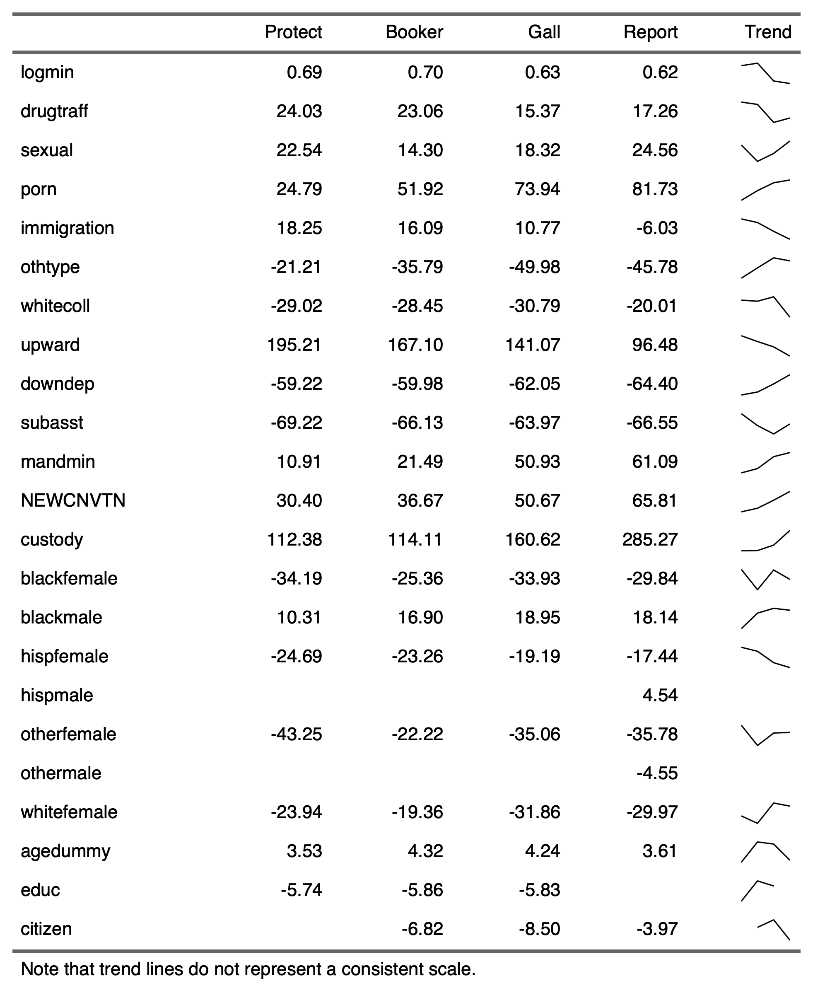 Protect Booker Gall Report Trend
logmin 0.69 0.70 0.63 0.62
drugtraff 24.03 23.06 15.37 17.26
sexual 22.54 14.30 18.32 24.56
porn 24.79 51.92 73.94 81.73
immigration 18.25 16.09 10.77 -6.03
othtype -21.21 -35.79 -49.98 -45.78
whitecoll -29.02 -28.45 -30.79 -20.01
upward 195.21 167.10 141.07 96.48
downdep -59.22 -59.98 -62.05 -64.40
subasst -69.22 -66.13 -63.97 -66.55
mandmin 10.91 21.49 50.93 61.09
NEWCNVTN 30.40 36.67 50.67 65.81
custody 112.38 114.11 160.62 285.27
blackfemale -34.19 -25.36 -33.93 -29.84
blackmale 10.31 16.90 18.95 18.14
hispfemale -24.69 -23.26 -19.19 -17.44
hispmale 4.54
otherfemale -43.25 -22.22 -35.06 -35.78
othermale -4.55
whitefemale -23.94 -19.36 -31.86 -29.97
agedummy 3.53 4.32 4.24 3.61
educ -5.74 -5.86 -5.83
citizen -6.82 -8.50 -3.97
Note that trend lines do not represent a consistent scale.